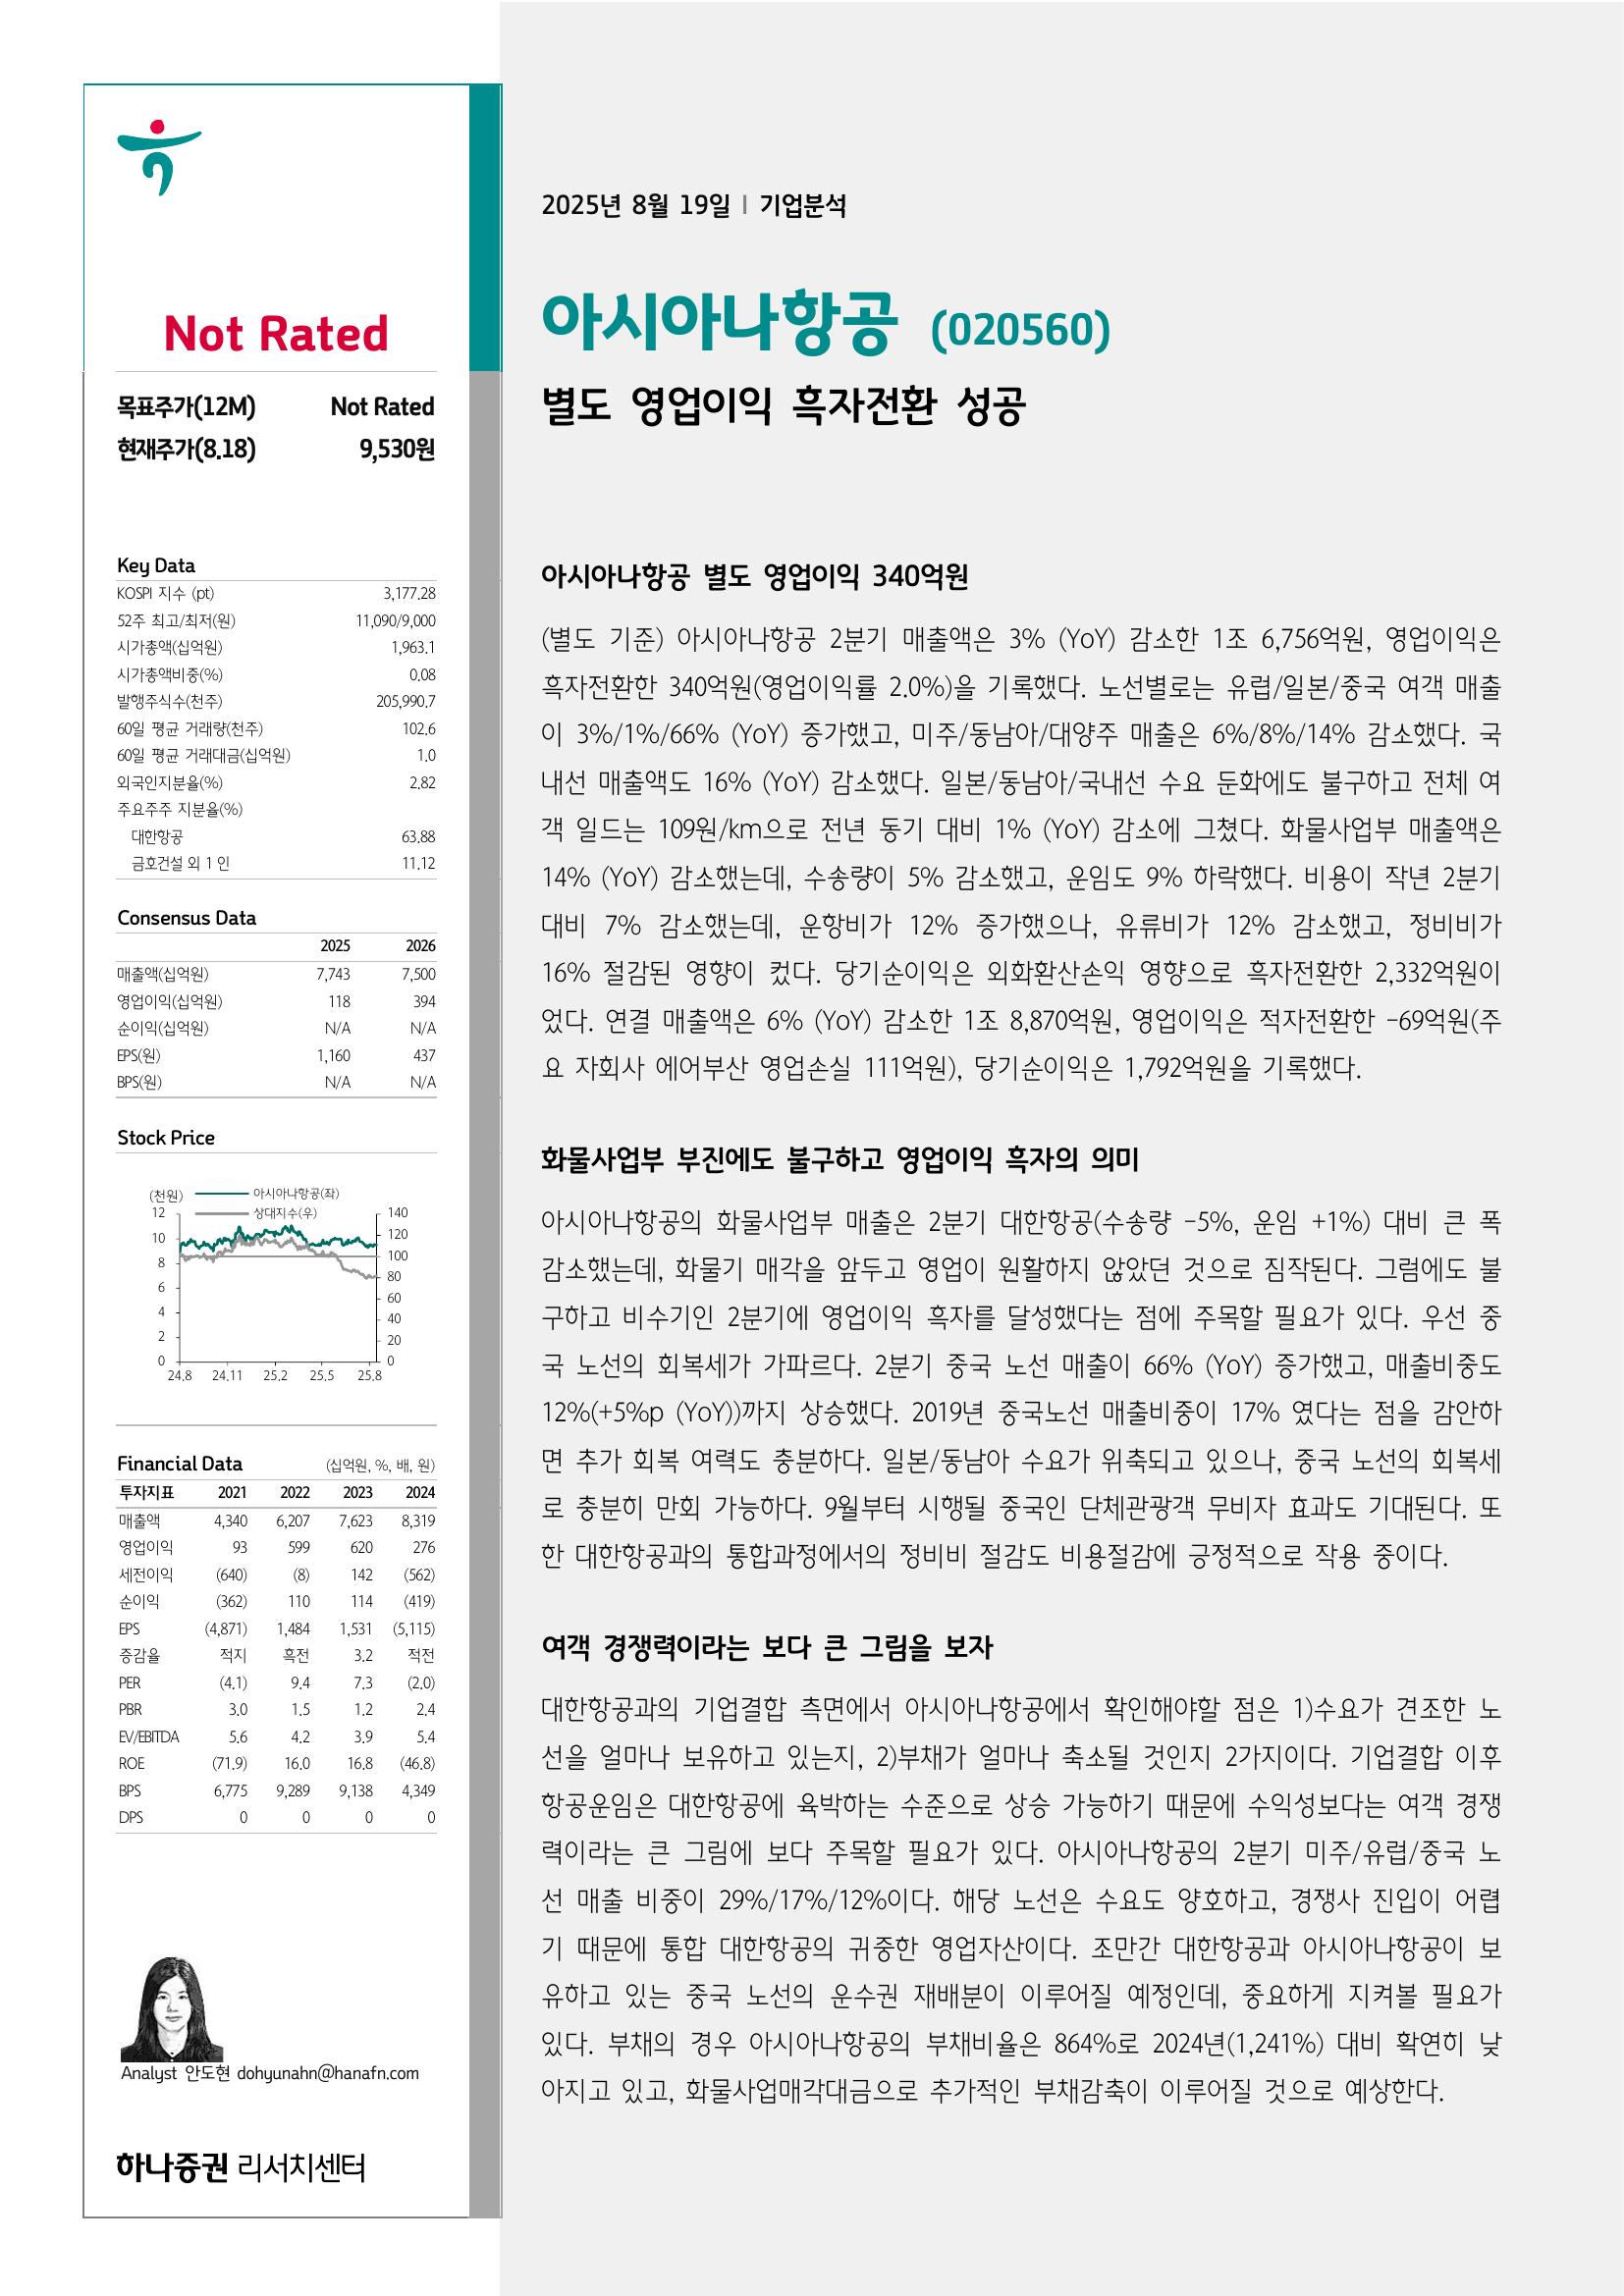 Not Rated
목표주가(12M) Not Rated
현재주가(8.18) 9,530원
Key Data
KOSPI 지수 (pt) 3,177.28
52주 최고/최저(원) 11,090/9,000
시가총액(십억원) 1,963.1
시가총액비중(%) 0.08
발행주식수(천주) 205,990.7
60일 평균 거래량(천주) 102.6
60일 평균 거래대금(십억원) 1.0
외국인지분율(%) 2.82
주요주주 지분율(%)
대한항공 63.88
금호건설 외 1 인 11.12
Consensus Data
2025 2026
매출액(십억원) 7,743 7,500
영업이익(십억원) 118 394
순이익(십억원) N/A N/A
EPS(원) 1,160 437
BPS(원) N/A N/A
Stock Price
(천원) 아시아나항공(좌)
상대지수(우)
12 140
10 120
8 100
6 80
4 60
2 40
0 20
0
24.8 24.11 25.2 25.5 25.8
Financial Data (십억원, %, 배, 원)
투자지표 2021 2022 2023 2024
매출액 4,340 6,207 7,623 8,319
영업이익 93 599 620 276
세전이익 (640) (8) 142 (562)
순이익 (362) 110 114 (419)
EPS (4,871) 1,484 1,531 (5,115)
증감율 적지 흑전 3.2 적전
PER (4.1) 9.4 7.3 (2.0)
PBR 3.0 1.5 1.2 2.4
EV/EBITDA 5.6 4.2 3.9 5.4
ROE (71.9) 16.0 16.8 (46.8)
BPS 6,775 9,289 9,138 4,349
DPS 0 0 0 0
Analyst 안도현 dohyunahn@hanafn.com
하나증권 리서치센터
2025년 8월 19일 | 기업분석
아시아나항공 (020560)
별도 영업이익 흑자전환 성공
아시아나항공 별도 영업이익 340억원
(별도 기준) 아시아나항공 2분기 매출액은 3% (YoY) 감소한 1조 6,756억원, 영업이익은
흑자전환한 340억원(영업이익률 2.0%)을 기록했다. 노선별로는 유럽/일본/중국 여객 매출
이 3%/1%/66% (YoY) 증가했고, 미주/동남아/대양주 매출은 6%/8%/14% 감소했다. 국
내선 매출액도 16% (YoY) 감소했다. 일본/동남아/국내선 수요 둔화에도 불구하고 전체 여
객 일드는 109원/km으로 전년 동기 대비 1% (YoY) 감소에 그쳤다. 화물사업부 매출액은
14% (YoY) 감소했는데, 수송량이 5% 감소했고, 운임도 9% 하락했다. 비용이 작년 2분기
대비 7% 감소했는데, 운항비가 12% 증가했으나, 유류비가 12% 감소했고, 정비비가
16% 절감된 영향이 컸다. 당기순이익은 외화환산손익 영향으로 흑자전환한 2,332억원이
었다. 연결 매출액은 6% (YoY) 감소한 1조 8,870억원, 영업이익은 적자전환한 -69억원(주
요 자회사 에어부산 영업손실 111억원), 당기순이익은 1,792억원을 기록했다.
화물사업부 부진에도 불구하고 영업이익 흑자의 의미
아시아나항공의 화물사업부 매출은 2분기 대한항공(수송량 -5%, 운임 +1%) 대비 큰 폭
감소했는데, 화물기 매각을 앞두고 영업이 원활하지 않았던 것으로 짐작된다. 그럼에도 불
구하고 비수기인 2분기에 영업이익 흑자를 달성했다는 점에 주목할 필요가 있다. 우선 중
국 노선의 회복세가 가파르다. 2분기 중국 노선 매출이 66% (YoY) 증가했고, 매출비중도
12%(+5%p (YoY))까지 상승했다. 2019년 중국노선 매출비중이 17% 였다는 점을 감안하
면 추가 회복 여력도 충분하다. 일본/동남아 수요가 위축되고 있으나, 중국 노선의 회복세
로 충분히 만회 가능하다. 9월부터 시행될 중국인 단체관광객 무비자 효과도 기대된다. 또
한 대한항공과의 통합과정에서의 정비비 절감도 비용절감에 긍정적으로 작용 중이다.
여객 경쟁력이라는 보다 큰 그림을 보자
대한항공과의 기업결합 측면에서 아시아나항공에서 확인해야할 점은 1)수요가 견조한 노
선을 얼마나 보유하고 있는지, 2)부채가 얼마나 축소될 것인지 2가지이다. 기업결합 이후
항공운임은 대한항공에 육박하는 수준으로 상승 가능하기 때문에 수익성보다는 여객 경쟁
력이라는 큰 그림에 보다 주목할 필요가 있다. 아시아나항공의 2분기 미주/유럽/중국 노
선 매출 비중이 29%/17%/12%이다. 해당 노선은 수요도 양호하고, 경쟁사 진입이 어렵
기 때문에 통합 대한항공의 귀중한 영업자산이다. 조만간 대한항공과 아시아나항공이 보
유하고 있는 중국 노선의 운수권 재배분이 이루어질 예정인데, 중요하게 지켜볼 필요가
있다. 부채의 경우 아시아나항공의 부채비율은 864%로 2024년(1,241%) 대비 확연히 낮
아지고 있고, 화물사업매각대금으로 추가적인 부채감축이 이루어질 것으로 예상한다.